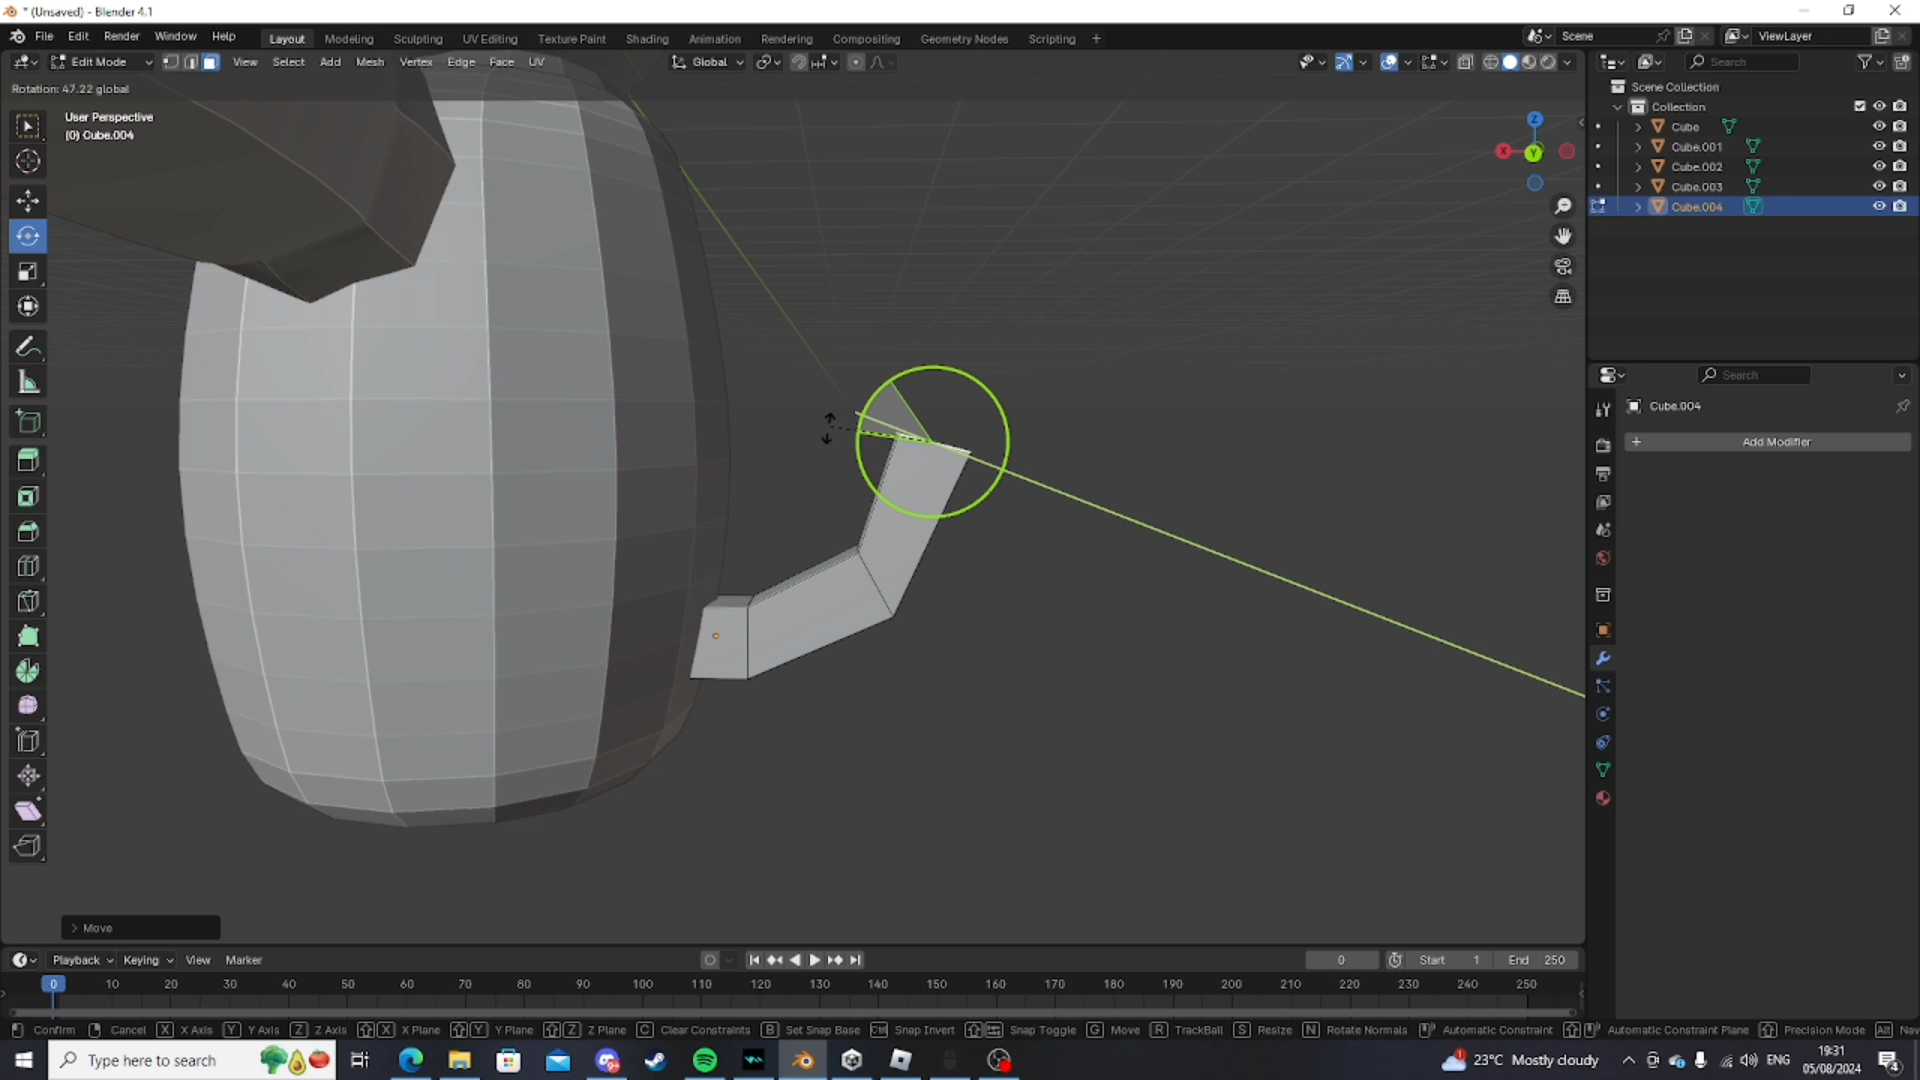 * (Unsaved) - Blender 4.1
File Edit Render Window Help
Layout Modeling Sculpting UV Editing Texture Paint Shading Animation Rendering Compositing Geometry Nodes Scripting +
Scene
ViewLayer
Edit Mode View Select Add Mesh Vertex Edge Face UV
Global
Search
Rotation: 47.22 global
User Perspective
(0) Cube.004
Z
X
Y
Scene Collection
Collection
Cube
Cube.001
Cube.002
Cube.003
Cube.004
Search
Cube.004
+ Add Modifier
> Move
Playback Keying View Marker
0 Start 1 End 250
0 10 20 30 40 50 60 70 80 90 100 110 120 130 140 150 160 170 180 190 200 210 220 230 240 250
Confirm Cancel X X Axis Y Y Axis Z Z Axis X X Plane Y Y Plane Z Z Plane C Clear Constraints B Set Snap Base Ctrl Snap Invert Snap Toggle G Move R TrackBall S Resize N Rotate Normals Automatic Constraint Automatic Constraint Plane Precision Mode Alt Nav
Type here to search
23°C Mostly cloudy
ENG
19:31
05/08/2024
4